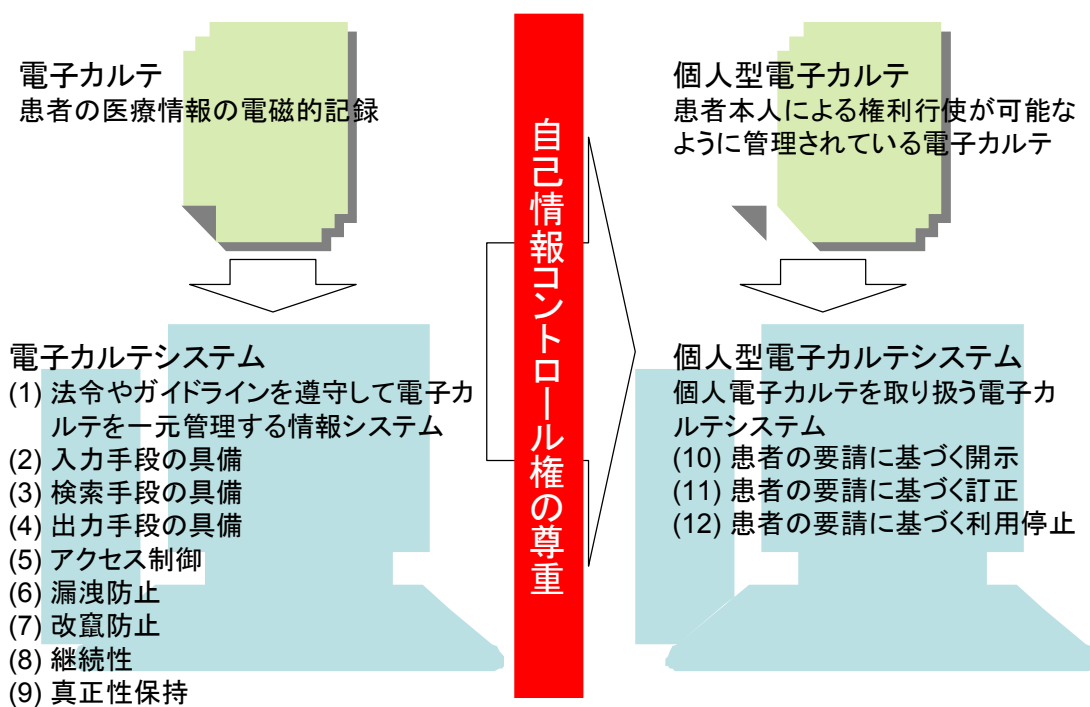 電子カルテ
患者の医療情報の電磁的記録
電子カルテシステム
(1) 法令やガイドラインを遵守して電子カ
ルテを一元管理する情報システム
(2) 入力手段の具備
(3) 検索手段の具備
(4) 出力手段の具備
(5) アクセス制御
(6) 漏洩防止
(7) 改竄防止
(8) 継続性
(9) 真正性保持
自己情報コントロール権の尊重
個人型電子カルテ
患者本人による権利行使が可能な
ように管理されている電子カルテ
個人型電子カルテシステム
個人電子カルテを取り扱う電子カ
ルテシステム
(10) 患者の要請に基づく開示
(11) 患者の要請に基づく訂正
(12) 患者の要請に基づく利用停止